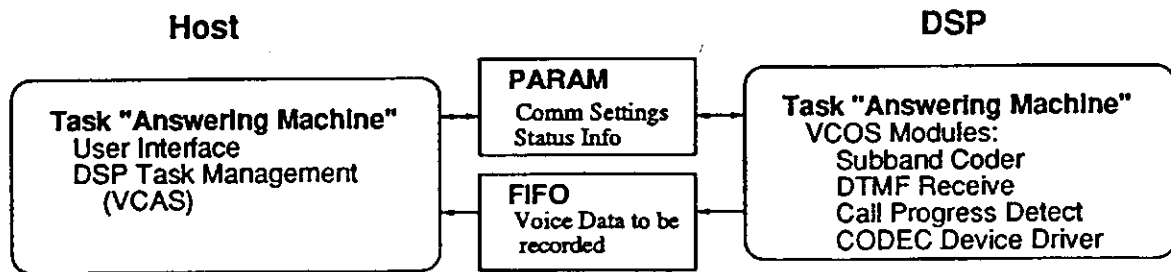 Host
DSP
Task "Answering Machine"
User Interface
DSP Task Management
(VCAS)
PARAM
Comm Settings
Status Info
FIFO
Voice Data to be
recorded
Task "Answering Machine"
VCOS Modules:
Subband Coder
DTMF Receive
Call Progress Detect
CODEC Device Driver